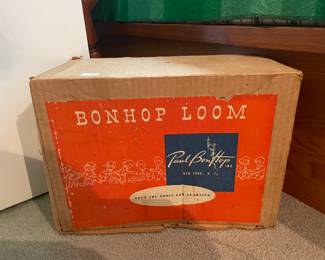 BONHOP LOOM
Paul BonHop
INC.
NEW YORK, N. Y.